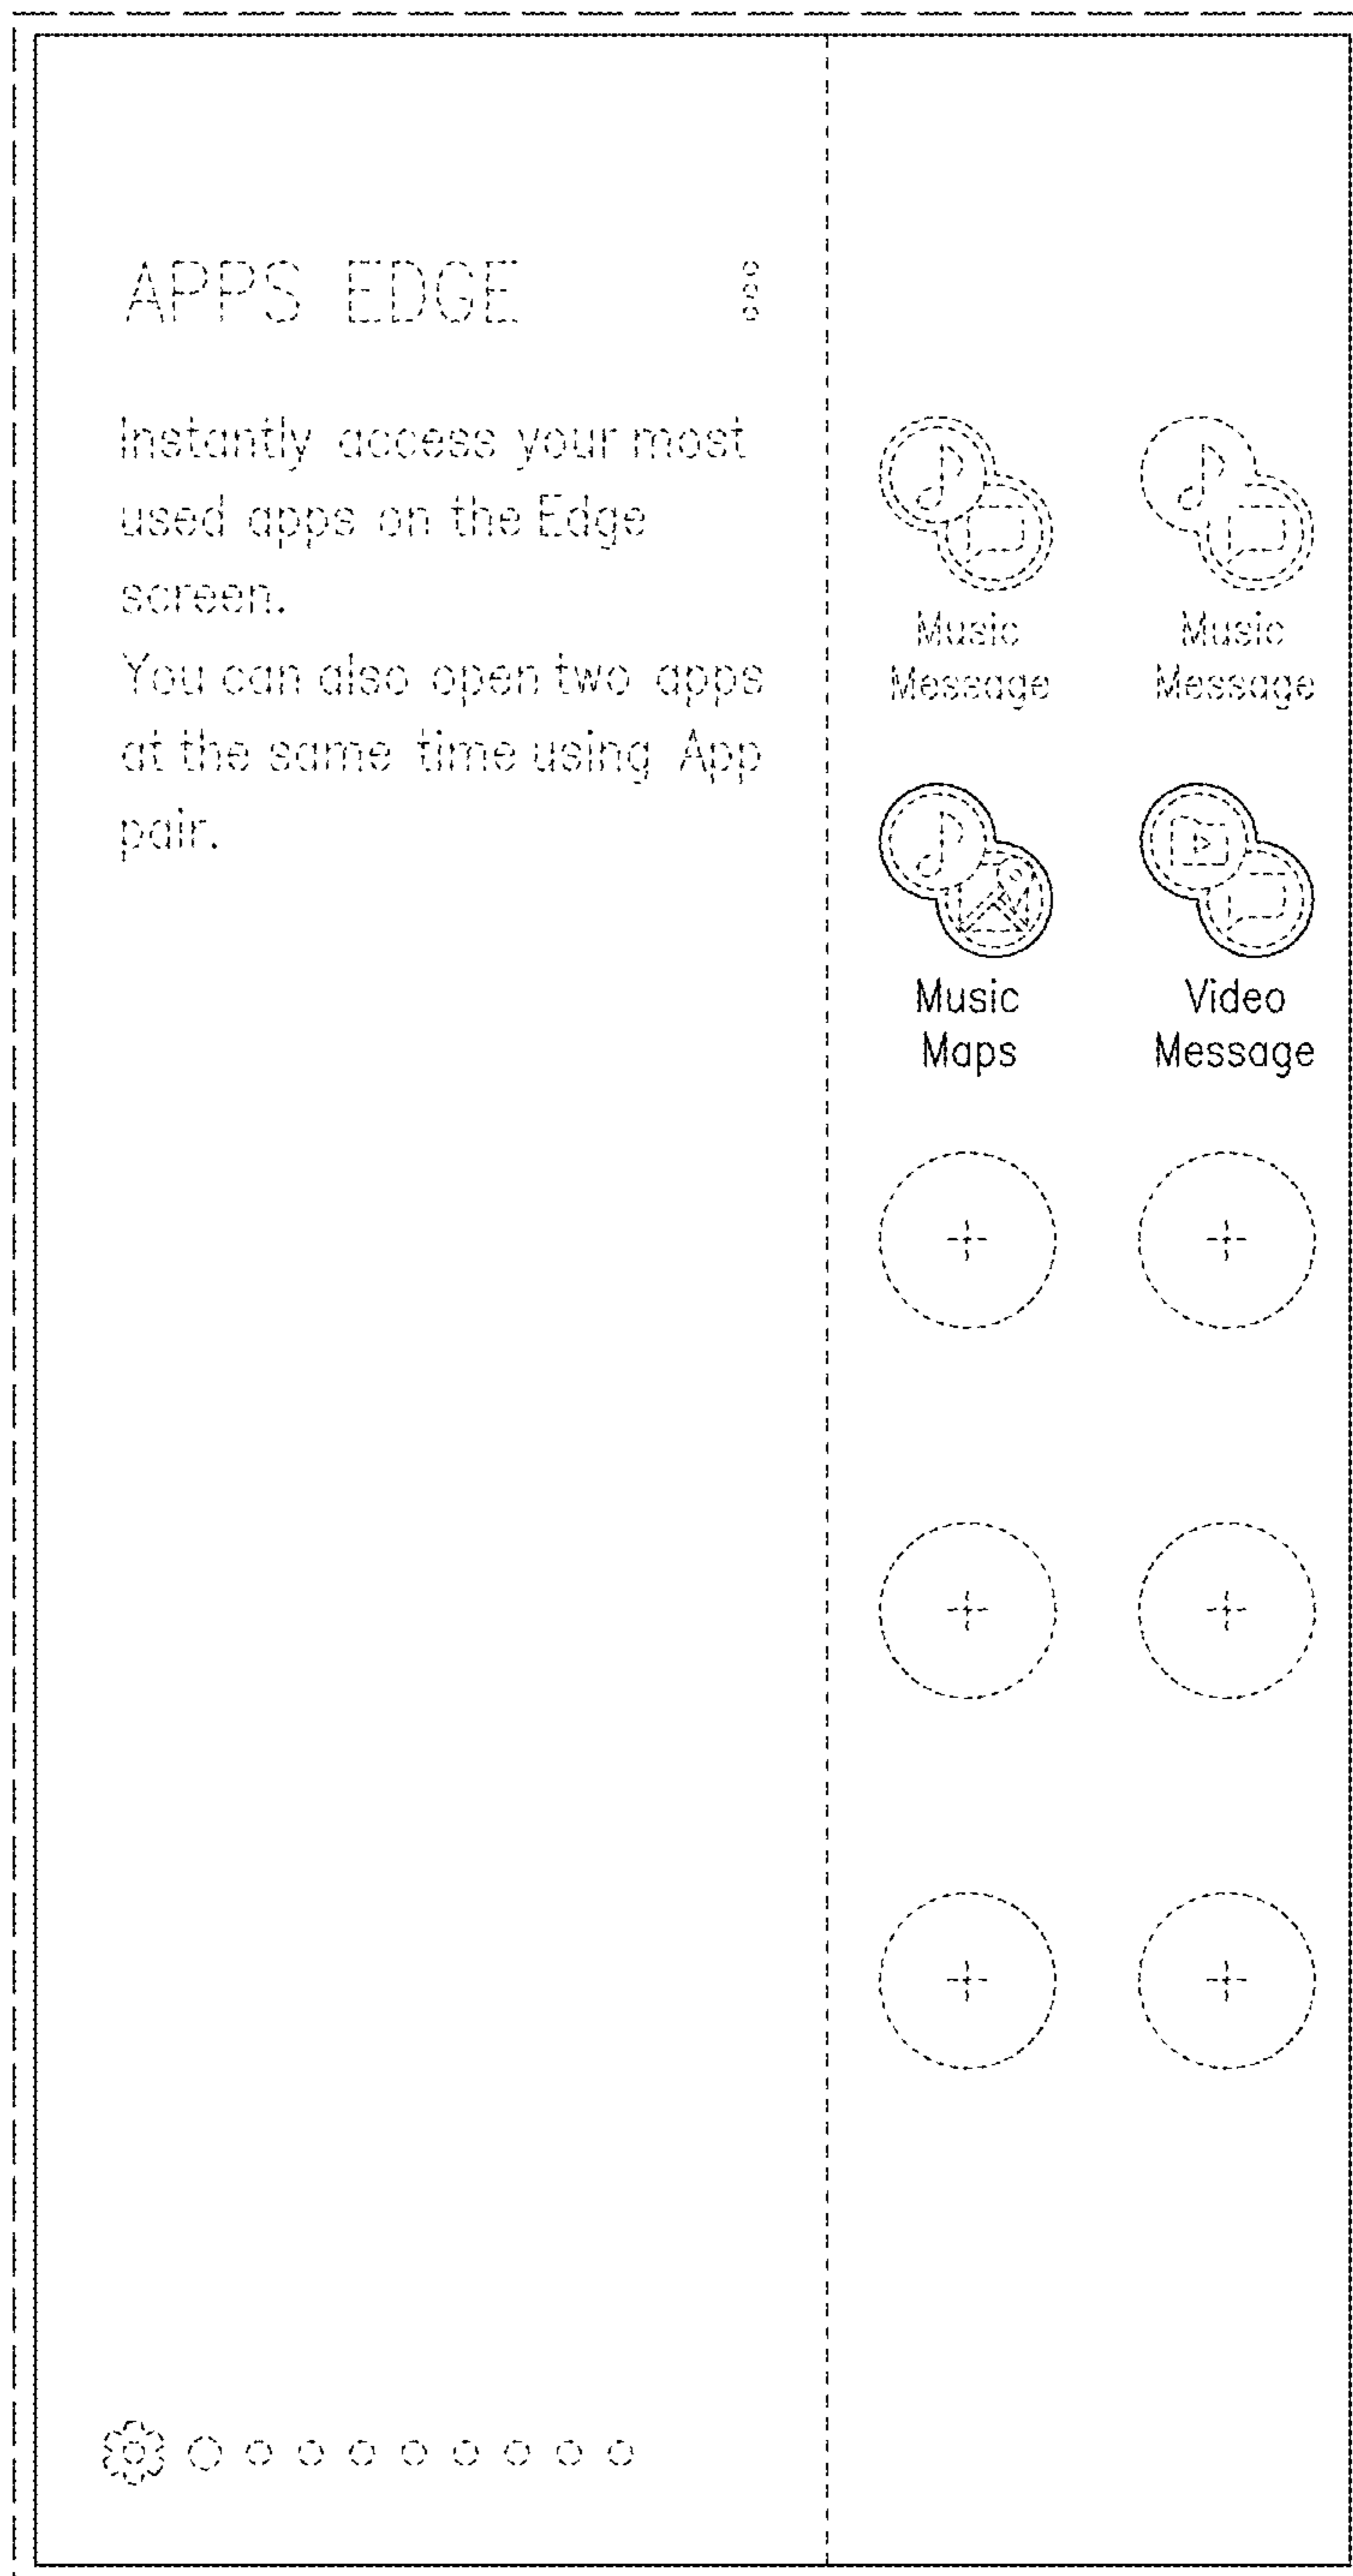 APPS EDGE
Instantly access your most
used apps on the Edge
screen.
You can also open two apps
at the same time using App
pair.
Music
Message
Music
Message
Music
Maps
Video
Message